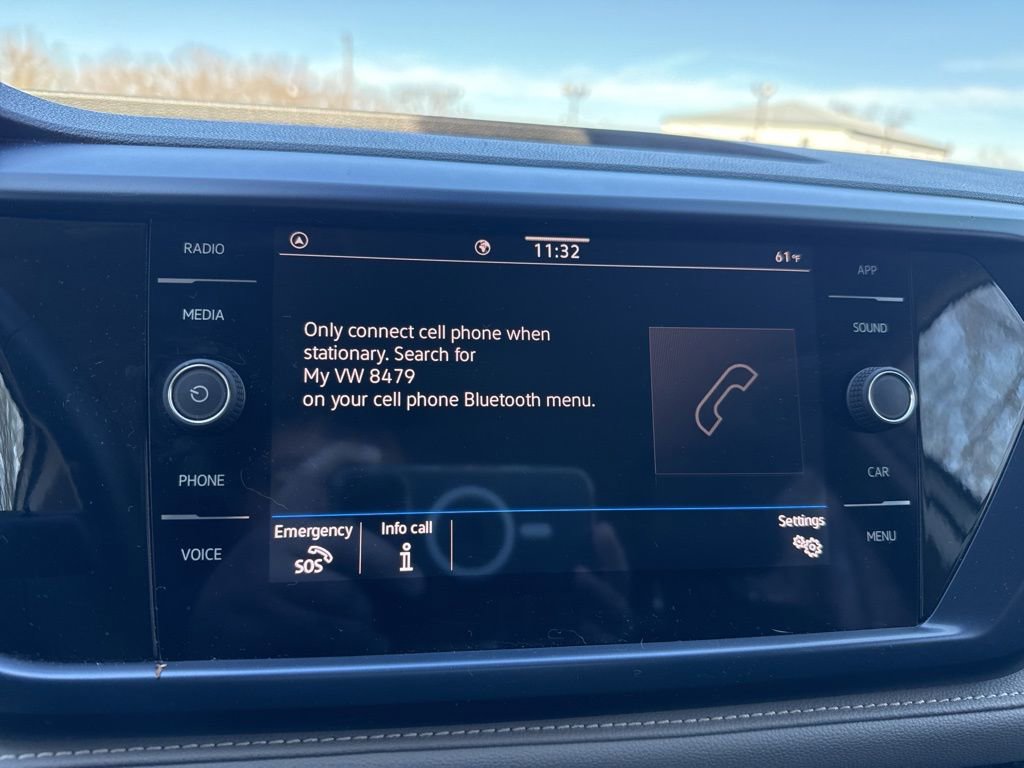 RADIO
MEDIA
PHONE
VOICE
11:32
61°F
Only connect cell phone when
stationary. Search for
My VW 8479
on your cell phone Bluetooth menu.
Emergency
SOS
Info call
i
Settings
APP
SOUND
CAR
MENU